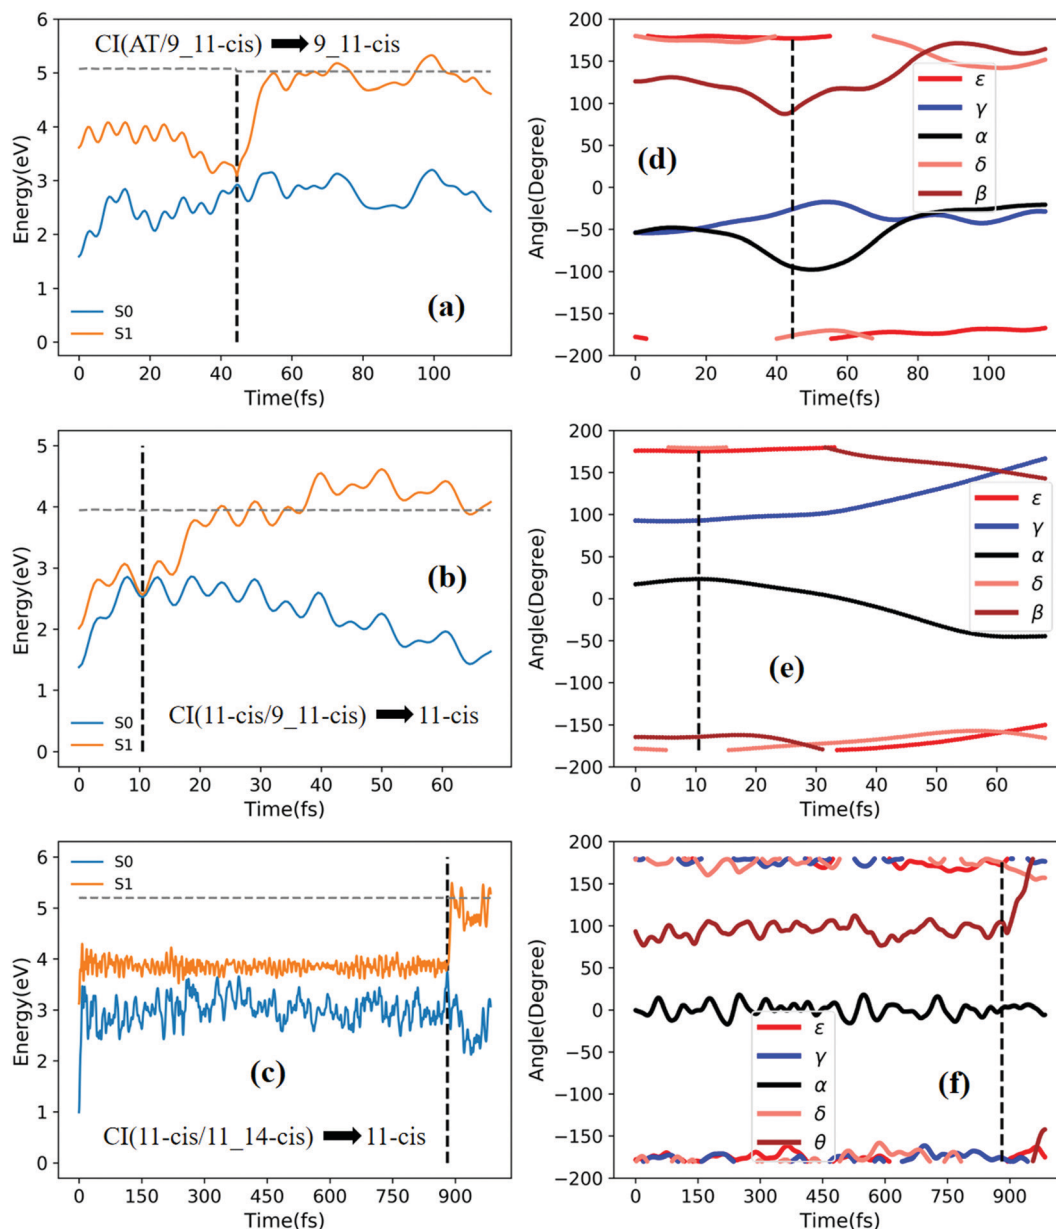 (a)
CI(AT/9_11-cis) ➡ 9_11-cis
Energy(eV)
6
5
4
3
2
1
0
S0
S1
0 20 40 60 80 100
Time(fs)
(d)
Angle(Degree)
200
150
100
50
0
−50
−100
−150
−200
ε
γ
α
δ
β
0 20 40 60 80 100
Time(fs)
(b)
Energy(eV)
5
4
3
2
1
0
CI(11-cis/9_11-cis) ➡ 11-cis
S0
S1
0 10 20 30 40 50 60
Time(fs)
(e)
Angle(Degree)
200
150
100
50
0
−50
−100
−150
−200
ε
γ
α
δ
β
0 10 20 30 40 50 60
Time(fs)
(c)
Energy(eV)
6
5
4
3
2
1
0
S0
S1
CI(11-cis/11_14-cis) ➡ 11-cis
0 150 300 450 600 750 900
Time(fs)
(f)
Angle(Degree)
200
150
100
50
0
−50
−100
−150
−200
ε
γ
α
δ
θ
0 150 300 450 600 750 900
Time(fs)